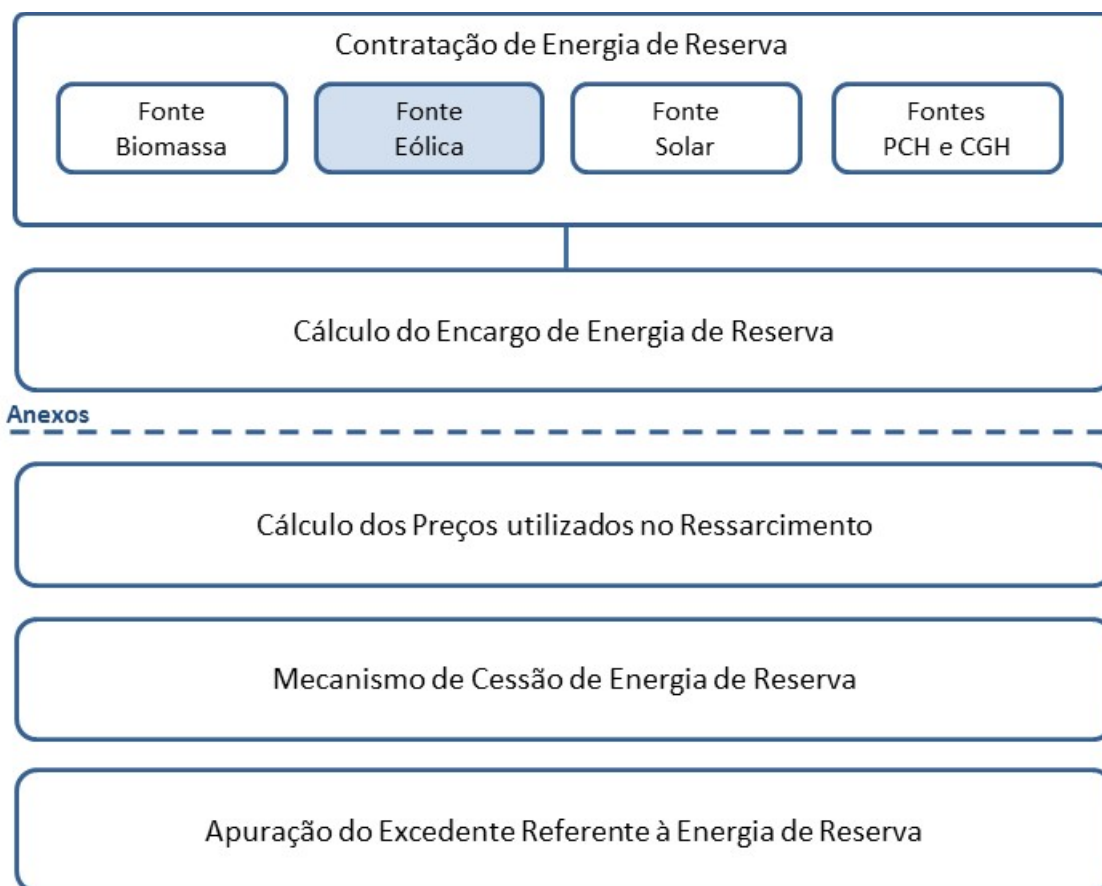 Contratação de Energia de Reserva
Fonte
Biomassa
Fonte
Eólica
Fonte
Solar
Fontes
PCH e CGH
Cálculo do Encargo de Energia de Reserva
Anexos
Cálculo dos Preços utilizados no Ressarcimento
Mecanismo de Cessão de Energia de Reserva
Apuração do Excedente Referente à Energia de Reserva